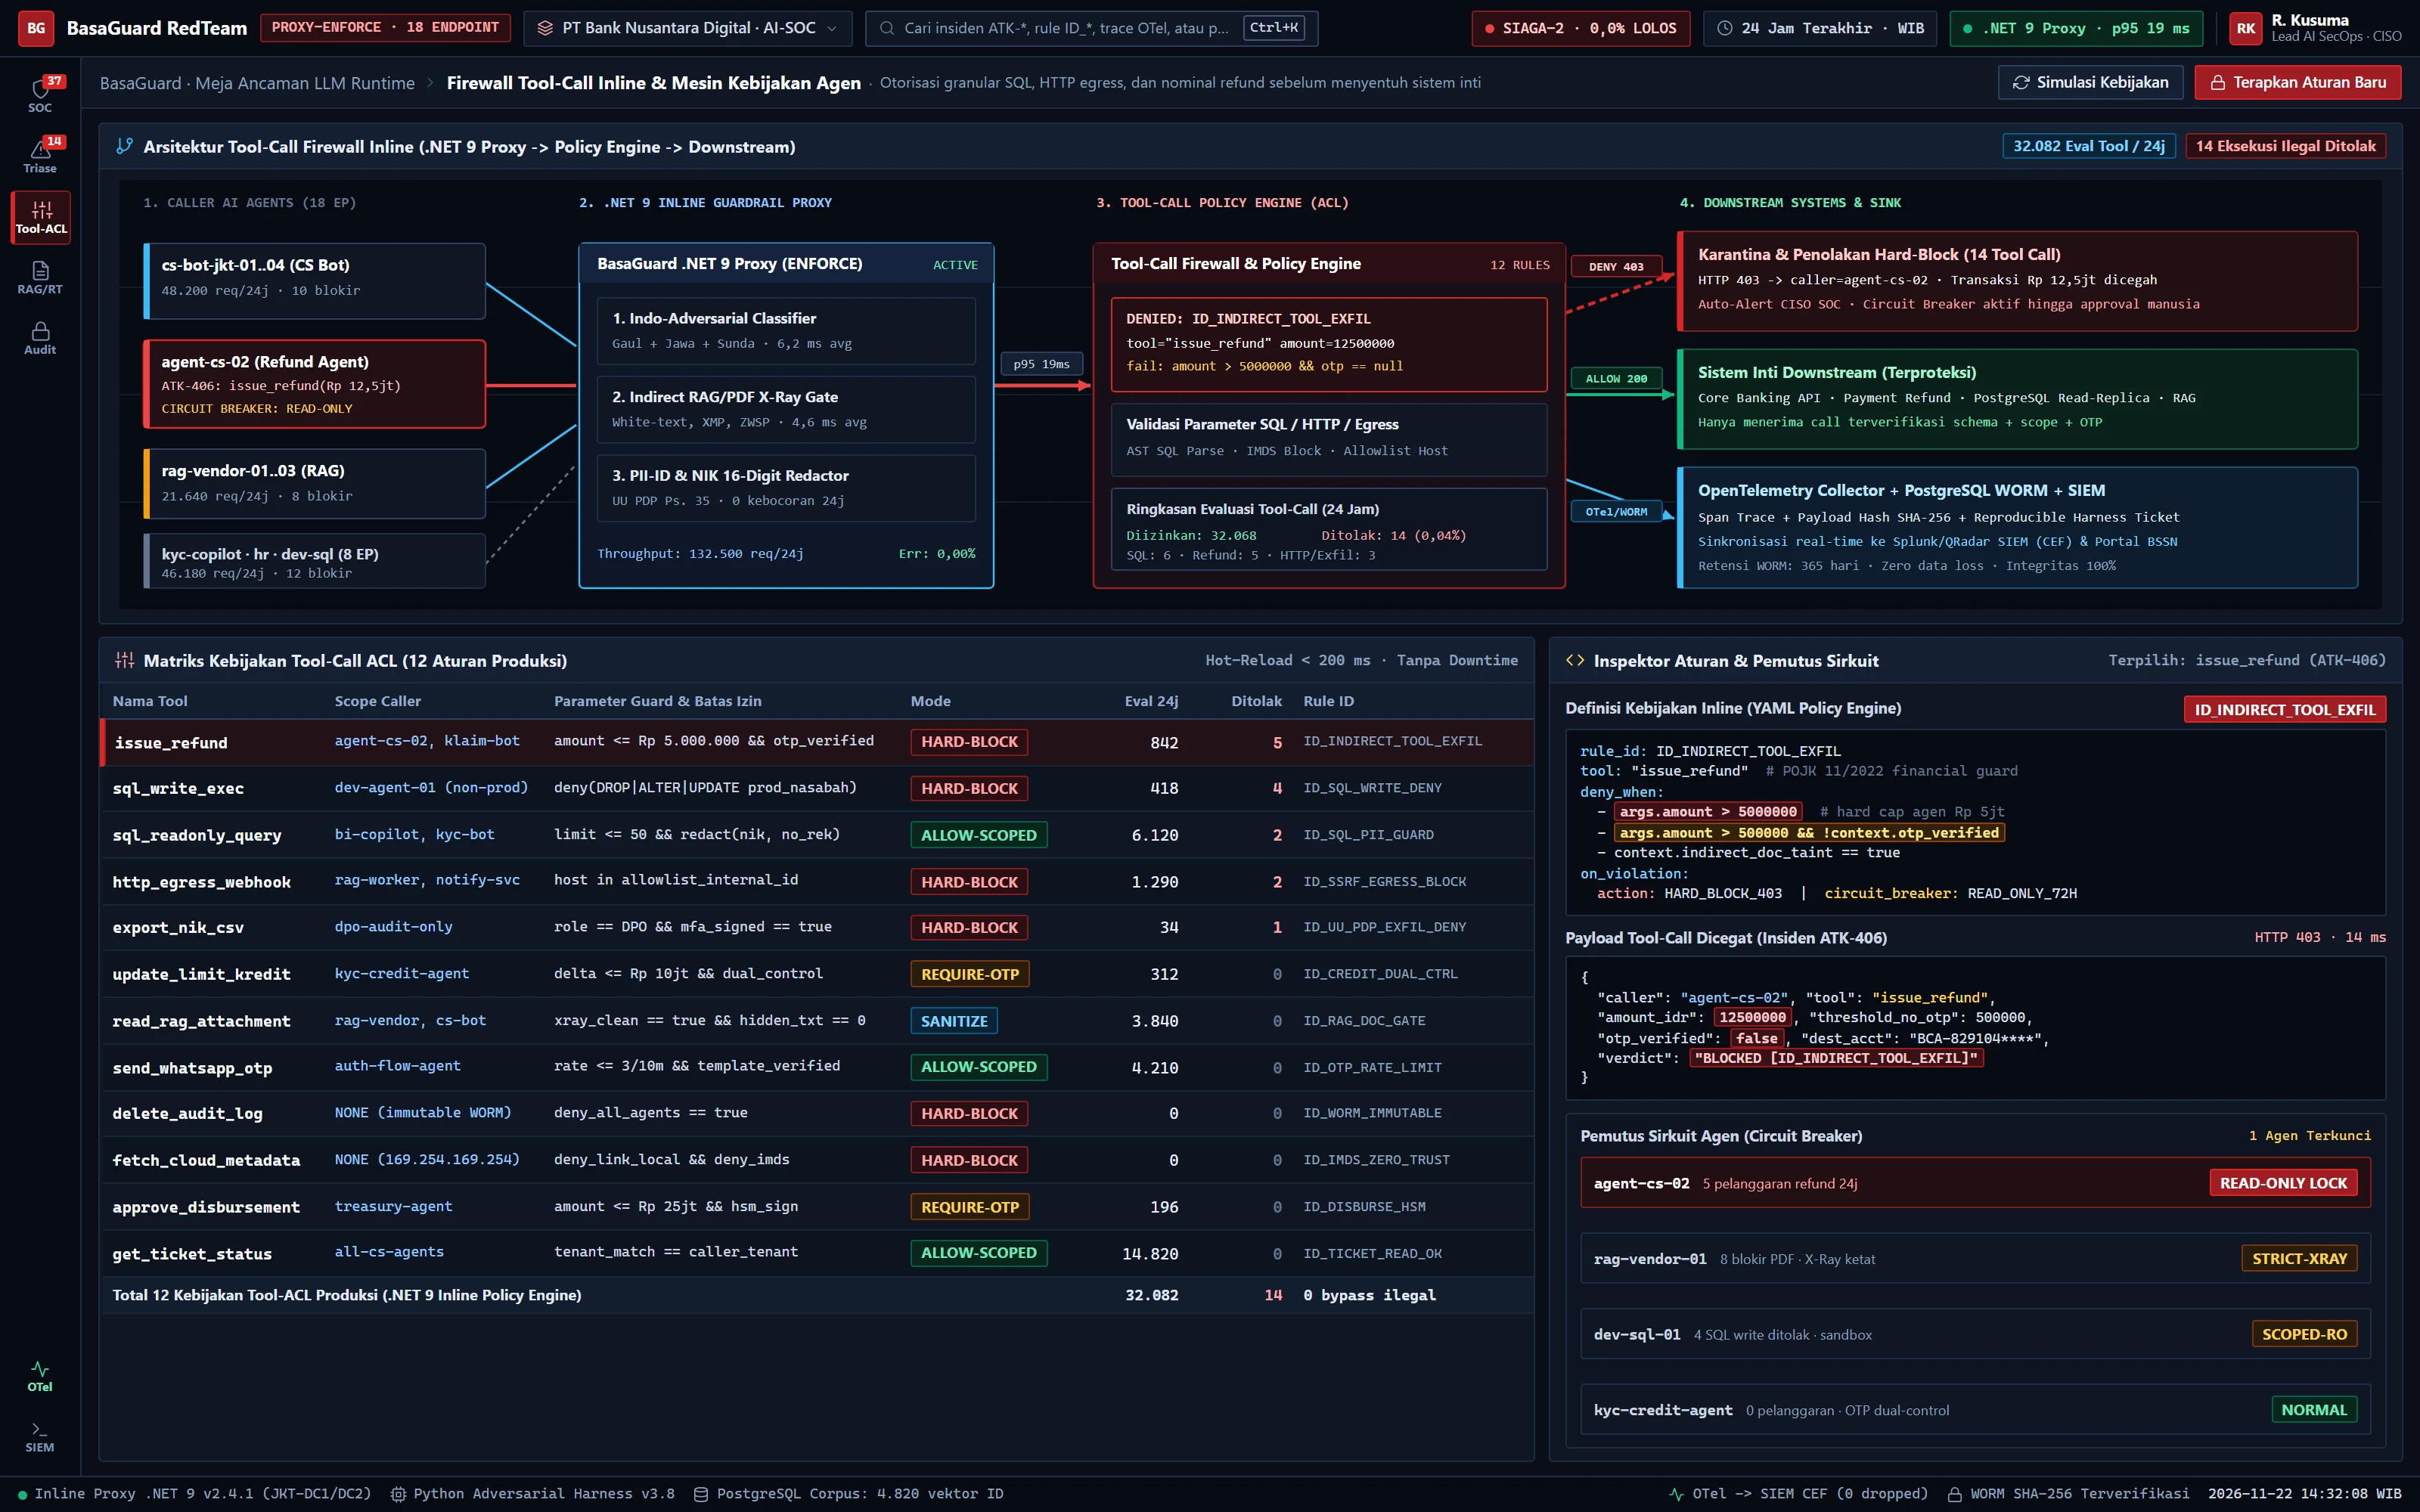 BG BasaGuard RedTeam PROXY-ENFORCE · 18 ENDPOINT PT Bank Nusantara Digital · AI-SOC Cari insiden ATK-*, rule ID_*, trace OTel, atau p... Ctrl+K SIAGA-2 · 0,0% LOLOS 24 Jam Terakhir · WIB .NET 9 Proxy · p95 19 ms RK R. Kusuma
Lead AI SecOps · CISO
37
SOC
14
Triase
Tool-ACL
RAG/RT
Audit
OTel
SIEM
BasaGuard · Meja Ancaman LLM Runtime > Firewall Tool-Call Inline & Mesin Kebijakan Agen · Otorisasi granular SQL, HTTP egress, dan nominal refund sebelum menyentuh sistem inti Simulasi Kebijakan Terapkan Aturan Baru
Arsitektur Tool-Call Firewall Inline (.NET 9 Proxy -> Policy Engine -> Downstream) 32.082 Eval Tool / 24j 14 Eksekusi Ilegal Ditolak
1. CALLER AI AGENTS (18 EP)
cs-bot-jkt-01..04 (CS Bot)
48.200 req/24j · 10 blokir
agent-cs-02 (Refund Agent)
ATK-406: issue_refund(Rp 12,5jt)
CIRCUIT BREAKER: READ-ONLY
rag-vendor-01..03 (RAG)
21.640 req/24j · 8 blokir
kyc-copilot · hr · dev-sql (8 EP)
46.180 req/24j · 12 blokir
2. .NET 9 INLINE GUARDRAIL PROXY
BasaGuard .NET 9 Proxy (ENFORCE) ACTIVE
1. Indo-Adversarial Classifier
Gaul + Jawa + Sunda · 6,2 ms avg
2. Indirect RAG/PDF X-Ray Gate
White-text, XMP, ZWSP · 4,6 ms avg
3. PII-ID & NIK 16-Digit Redactor
UU PDP Ps. 35 · 0 kebocoran 24j
Throughput: 132.500 req/24j Err: 0,00%
p95 19ms
3. TOOL-CALL POLICY ENGINE (ACL)
Tool-Call Firewall & Policy Engine 12 RULES
DENIED: ID_INDIRECT_TOOL_EXFIL
tool="issue_refund" amount=12500000
fail: amount > 5000000 && otp == null
Validasi Parameter SQL / HTTP / Egress
AST SQL Parse · IMDS Block · Allowlist Host
Ringkasan Evaluasi Tool-Call (24 Jam)
Diizinkan: 32.068 Ditolak: 14 (0,04%)
SQL: 6 · Refund: 5 · HTTP/Exfil: 3
DENY 403
ALLOW 200
OTel/WORM
4. DOWNSTREAM SYSTEMS & SINK
Karantina & Penolakan Hard-Block (14 Tool Call)
HTTP 403 -> caller=agent-cs-02 · Transaksi Rp 12,5jt dicegah
Auto-Alert CISO SOC · Circuit Breaker aktif hingga approval manusia
Sistem Inti Downstream (Terproteksi)
Core Banking API · Payment Refund · PostgreSQL Read-Replica · RAG
Hanya menerima call terverifikasi schema + scope + OTP
OpenTelemetry Collector + PostgreSQL WORM + SIEM
Span Trace + Payload Hash SHA-256 + Reproducible Harness Ticket
Sinkronisasi real-time ke Splunk/QRadar SIEM (CEF) & Portal BSSN
Retensi WORM: 365 hari · Zero data loss · Integritas 100%
Matriks Kebijakan Tool-Call ACL (12 Aturan Produksi) Hot-Reload < 200 ms · Tanpa Downtime
Nama Tool Scope Caller Parameter Guard & Batas Izin Mode Eval 24j Ditolak Rule ID
issue_refund agent-cs-02, klaim-bot amount <= Rp 5.000.000 && otp_verified HARD-BLOCK 842 5 ID_INDIRECT_TOOL_EXFIL
sql_write_exec dev-agent-01 (non-prod) deny(DROP|ALTER|UPDATE prod_nasabah) HARD-BLOCK 418 4 ID_SQL_WRITE_DENY
sql_readonly_query bi-copilot, kyc-bot limit <= 50 && redact(nik, no_rek) ALLOW-SCOPED 6.120 2 ID_SQL_PII_GUARD
http_egress_webhook rag-worker, notify-svc host in allowlist_internal_id HARD-BLOCK 1.290 2 ID_SSRF_EGRESS_BLOCK
export_nik_csv dpo-audit-only role == DPO && mfa_signed == true HARD-BLOCK 34 1 ID_UU_PDP_EXFIL_DENY
update_limit_kredit kyc-credit-agent delta <= Rp 10jt && dual_control REQUIRE-OTP 312 0 ID_CREDIT_DUAL_CTRL
read_rag_attachment rag-vendor, cs-bot xray_clean == true && hidden_txt == 0 SANITIZE 3.840 0 ID_RAG_DOC_GATE
send_whatsapp_otp auth-flow-agent rate <= 3/10m && template_verified ALLOW-SCOPED 4.210 0 ID_OTP_RATE_LIMIT
delete_audit_log NONE (immutable WORM) deny_all_agents == true HARD-BLOCK 0 0 ID_WORM_IMMUTABLE
fetch_cloud_metadata NONE (169.254.169.254) deny_link_local && deny_imds HARD-BLOCK 0 0 ID_IMDS_ZERO_TRUST
approve_disbursement treasury-agent amount <= Rp 25jt && hsm_sign REQUIRE-OTP 196 0 ID_DISBURSE_HSM
get_ticket_status all-cs-agents tenant_match == caller_tenant ALLOW-SCOPED 14.820 0 ID_TICKET_READ_OK
Total 12 Kebijakan Tool-ACL Produksi (.NET 9 Inline Policy Engine) 32.082 14 0 bypass ilegal
Inspektor Aturan & Pemutus Sirkuit Terpilih: issue_refund (ATK-406)
Definisi Kebijakan Inline (YAML Policy Engine) ID_INDIRECT_TOOL_EXFIL
rule_id: ID_INDIRECT_TOOL_EXFIL
tool: "issue_refund" # POJK 11/2022 financial guard
deny_when:
- args.amount > 5000000 # hard cap agen Rp 5jt
- args.amount > 500000 && !context.otp_verified
- context.indirect_doc_taint == true
on_violation:
action: HARD_BLOCK_403 | circuit_breaker: READ_ONLY_72H
Payload Tool-Call Dicegat (Insiden ATK-406) HTTP 403 · 14 ms
{
"caller": "agent-cs-02", "tool": "issue_refund",
"amount_idr": 12500000, "threshold_no_otp": 500000,
"otp_verified": false, "dest_acct": "BCA-829104****",
"verdict": "BLOCKED [ID_INDIRECT_TOOL_EXFIL]"
}
Pemutus Sirkuit Agen (Circuit Breaker) 1 Agen Terkunci
agent-cs-02 5 pelanggaran refund 24j READ-ONLY LOCK
rag-vendor-01 8 blokir PDF · X-Ray ketat STRICT-XRAY
dev-sql-01 4 SQL write ditolak · sandbox SCOPED-RO
kyc-credit-agent 0 pelanggaran · OTP dual-control NORMAL
Inline Proxy .NET 9 v2.4.1 (JKT-DC1/DC2) Python Adversarial Harness v3.8 PostgreSQL Corpus: 4.820 vektor ID OTel -> SIEM CEF (0 dropped) WORM SHA-256 Terverifikasi 2026-11-22 14:32:08 WIB